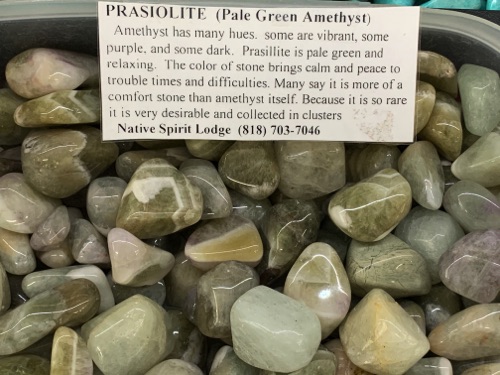 PRASIOLITE (Pale Green Amethyst)
Amethyst has many hues. some are vibrant, some
purple, and some dark. Prasillite is pale green and
relaxing. The color of stone brings calm and peace to
trouble times and difficulties. Many say it is more of a
comfort stone than amethyst itself. Because it is so rare
it is very desirable and collected in clusters
Native Spirit Lodge (818) 703-7046